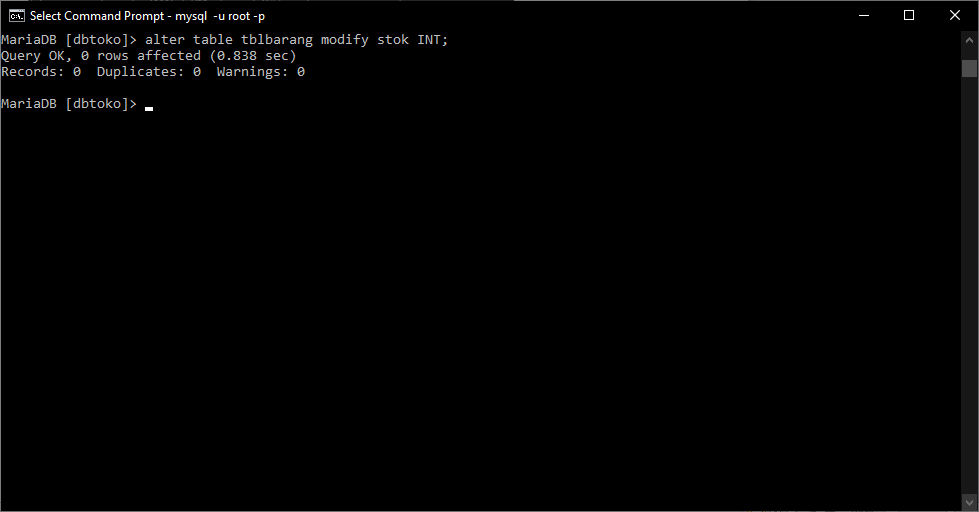 Select Command Prompt - mysql  -u root -p
MariaDB [dbtoko]> alter table tblbarang modify stok INT;
Query OK, 0 rows affected (0.838 sec)
Records: 0  Duplicates: 0  Warnings: 0
MariaDB [dbtoko]>